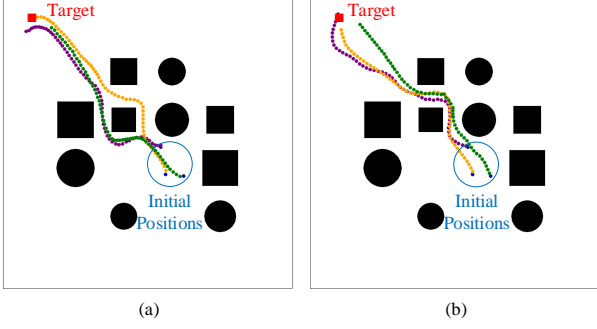 Target
Target
Initial
Positions
Initial
Positions
(a)
(b)